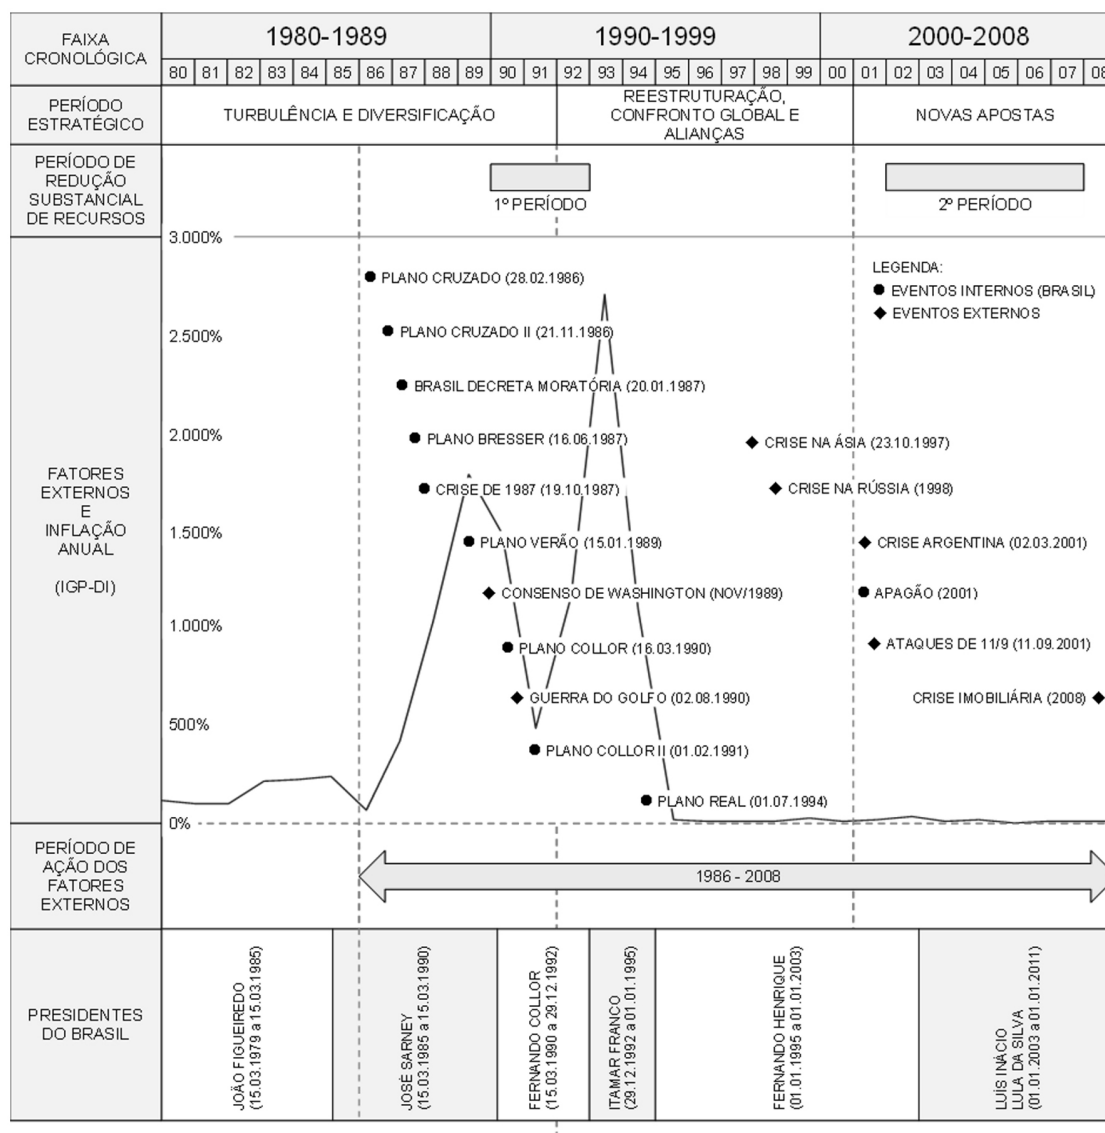 FAIXA
CRONOLÓGICA
1980-1989
1990-1999
2000-2008
80 81 82 83 84 85 86 87 88 89 90 91 92 93 94 95 96 97 98 99 00 01 02 03 04 05 06 07 08
PERÍODO
ESTRATÉGICO
TURBULÊNCIA E DIVERSIFICAÇÃO
REESTRUTURAÇÃO,
CONFRONTO GLOBAL E
ALIANÇAS
NOVAS APOSTAS
PERÍODO DE
REDUÇÃO
SUBSTANCIAL
DE RECURSOS
1º PERÍODO
2º PERÍODO
FATORES
EXTERNOS
E
INFLAÇÃO
ANUAL
(IGP-DI)
3.000%
2.500%
2.000%
1.500%
1.000%
500%
0%
LEGENDA:
EVENTOS INTERNOS (BRASIL)
EVENTOS EXTERNOS
PLANO CRUZADO (28.02.1986)
PLANO CRUZADO II (21.11.1986)
BRASIL DECRETA MORATÓRIA (20.01.1987)
PLANO BRESSER (16.06.1987)
CRISE DE 1987 (19.10.1987)
PLANO VERÃO (15.01.1989)
CONSENSO DE WASHINGTON (NOV/1989)
PLANO COLLOR (16.03.1990)
GUERRA DO GOLFO (02.08.1990)
PLANO COLLOR II (01.02.1991)
PLANO REAL (01.07.1994)
CRISE NA ÁSIA (23.10.1997)
CRISE NA RÚSSIA (1998)
CRISE ARGENTINA (02.03.2001)
APAGÃO (2001)
ATAQUES DE 11/9 (11.09.2001)
CRISE IMOBILIÁRIA (2008)
PERÍODO DE
AÇÃO DOS
FATORES
EXTERNOS
1986 - 2008
PRESIDENTES
DO BRASIL
JOÃO FIGUEIREDO
(15.03.1979 a 15.03.1985)
JOSÉ SARNEY
(15.03.1985 a 15.03.1990)
FERNANDO COLLOR
(15.03.1990 a 29.12.1992)
ITAMAR FRANCO
(29.12.1992 a 01.01.1995)
FERNANDO HENRIQUE
(01.01.1995 a 01.01.2003)
LUÍS INÁCIO
LULA DA SILVA
(01.01.2003 a 01.01.2011)